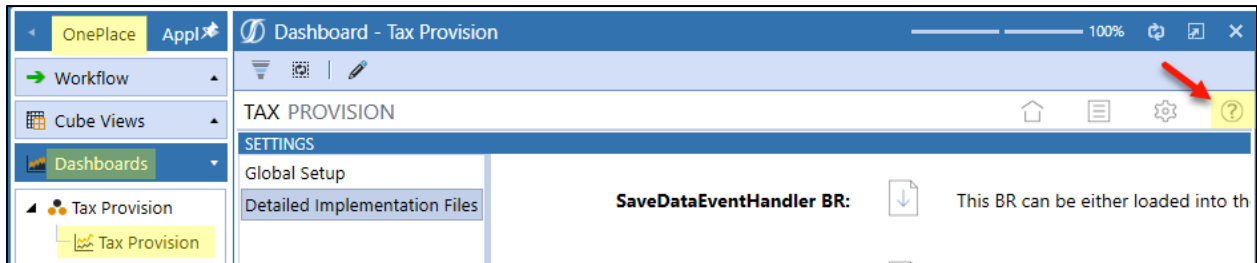 OnePlace Appl
Dashboard - Tax Provision
100%
Workflow
Cube Views
TAX PROVISION
Dashboards
SETTINGS
Global Setup
Detailed Implementation Files
Tax Provision
Tax Provision
SaveDataEventHandler BR:
This BR can be either loaded into th